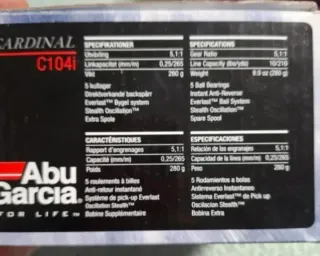 CARDINAL
C104i
SPECIFIKATIONER
Utväxling 5,1:1
Linkapacitet (mm/m) 0,25/265
Vikt 280 g
5 kullager
Direktverkande backspärr
Everlast™ Bygel system
Stealth Oscillation™
Extra Spole
SPECIFICATIONS
Gear Ratio 5,1:1
Line Capacity (lb/yds) 10/215
Weight 9.9 oz (280 g)
5 Ball Bearings
Instant Anti-Reverse
Everlast™ Bail System
Stealth Oscillation™
Spare Spool
CARACTÉRISTIQUES
Rapport d'engrenages 5,1:1
Capacité (mm/m) 0,25/265
Poids 280 g
5 roulements à billes
Anti-retour instantané
Système de pick-up Everlast
Oscillation Stealth™
Bobine Supplémentaire
ESPECIFICACIONES
Relación de los engranajes 5,1:1
Capacidad de la línea (mm/m) 0,25/265
Peso 280 g
5 Rodamientos a bolas
Antirreverso Instantaneo
Sistema Everlast™ de Pick up
Oscilacion Stealth™
Bobina Extra
Abu
Garcia
FOR LIFE™